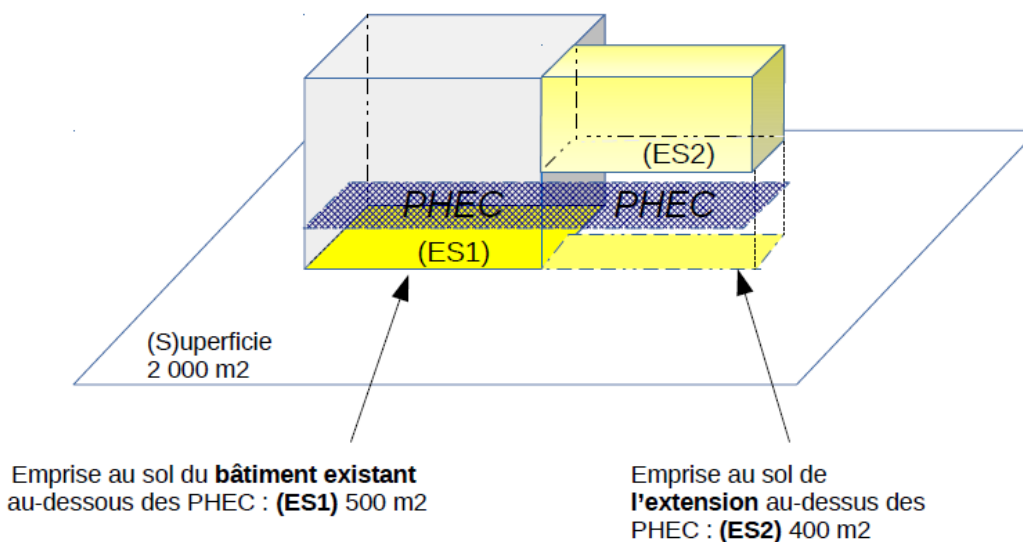 (ES2)
PHEC PHEC
(ES1)
(S)uperficie
2 000 m2
Emprise au sol du bâtiment existant
au-dessous des PHEC : (ES1) 500 m2
Emprise au sol de
l'extension au-dessus des
PHEC : (ES2) 400 m2